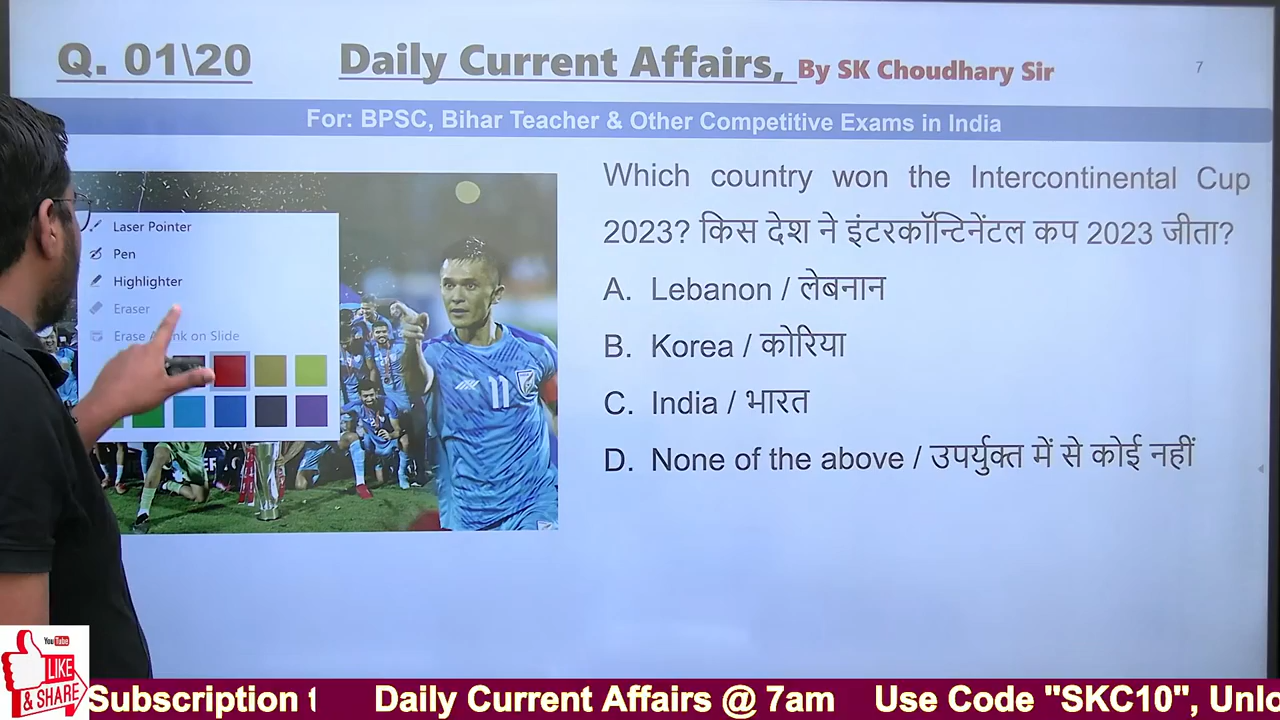 Q. 01\20
Daily Current Affairs, By SK Choudhary Sir
7
For: BPSC, Bihar Teacher & Other Competitive Exams in India
Laser Pointer
Pen
Highlighter
Eraser
Erase on Slide
11
Which country won the Intercontinental Cup
2023? किस देश ने इंटरकॉन्टिनेंटल कप 2023 जीता?
A. Lebanon / लेबनान
B. Korea / कोरिया
C. India / भारत
D. None of the above / उपर्युक्त में से कोई नहीं
YouTube
LIKE
& SHARE
Subscription Daily Current Affairs @ 7am Use Code "SKC10",